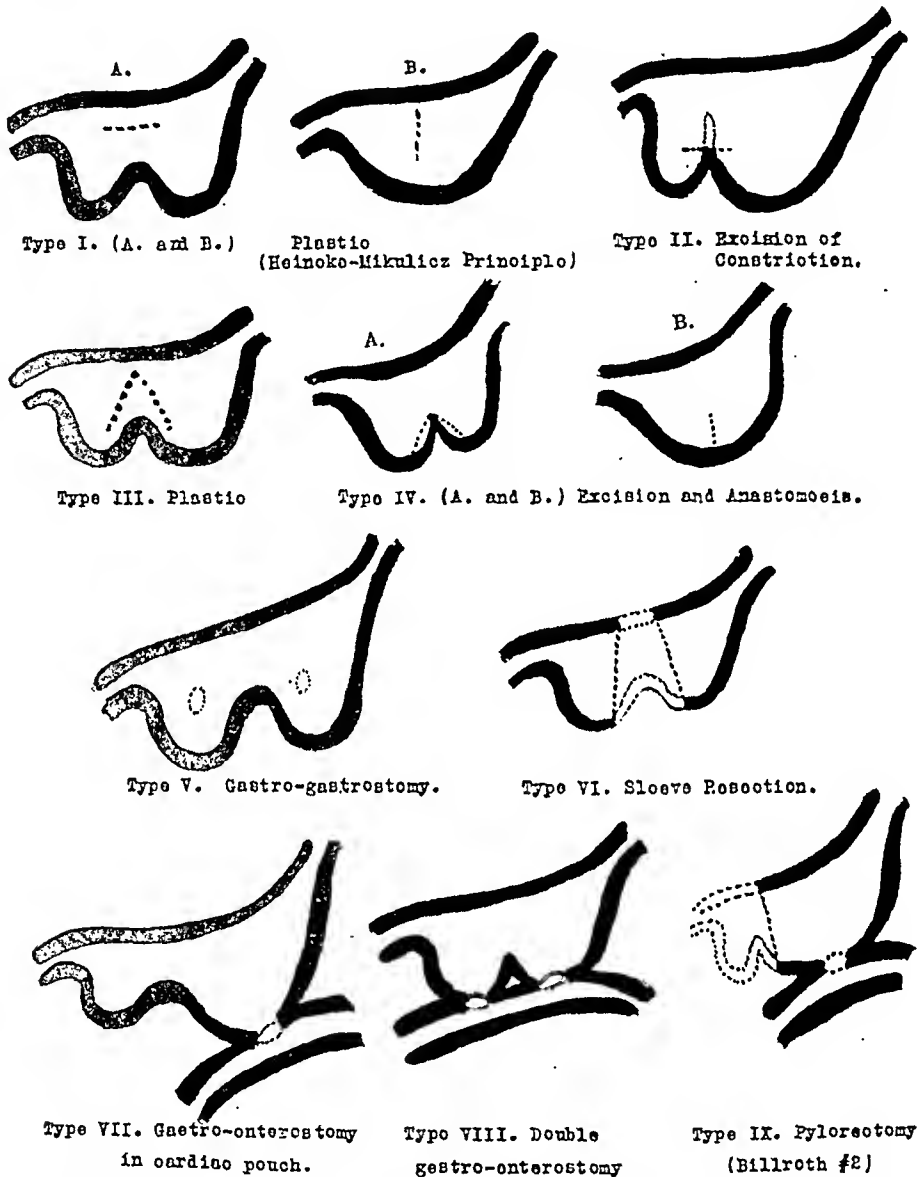 A.
B.
Type I. (A. and B.)
Plastic
(Heineke-Mikulicz Principle)
Type II. Excision of
Constriction.
A.
B.
Type III. Plastic
Type IV. (A. and B.) Excision and Anastomosis.
Type V. Gastro-gastrostomy.
Type VI. Sleeve Resection.
Type VII. Gastro-enterostomy
in cardiac pouch.
Type VIII. Double
gastro-enterostomy
Type IX. Pylorectomy
(Billroth #2)